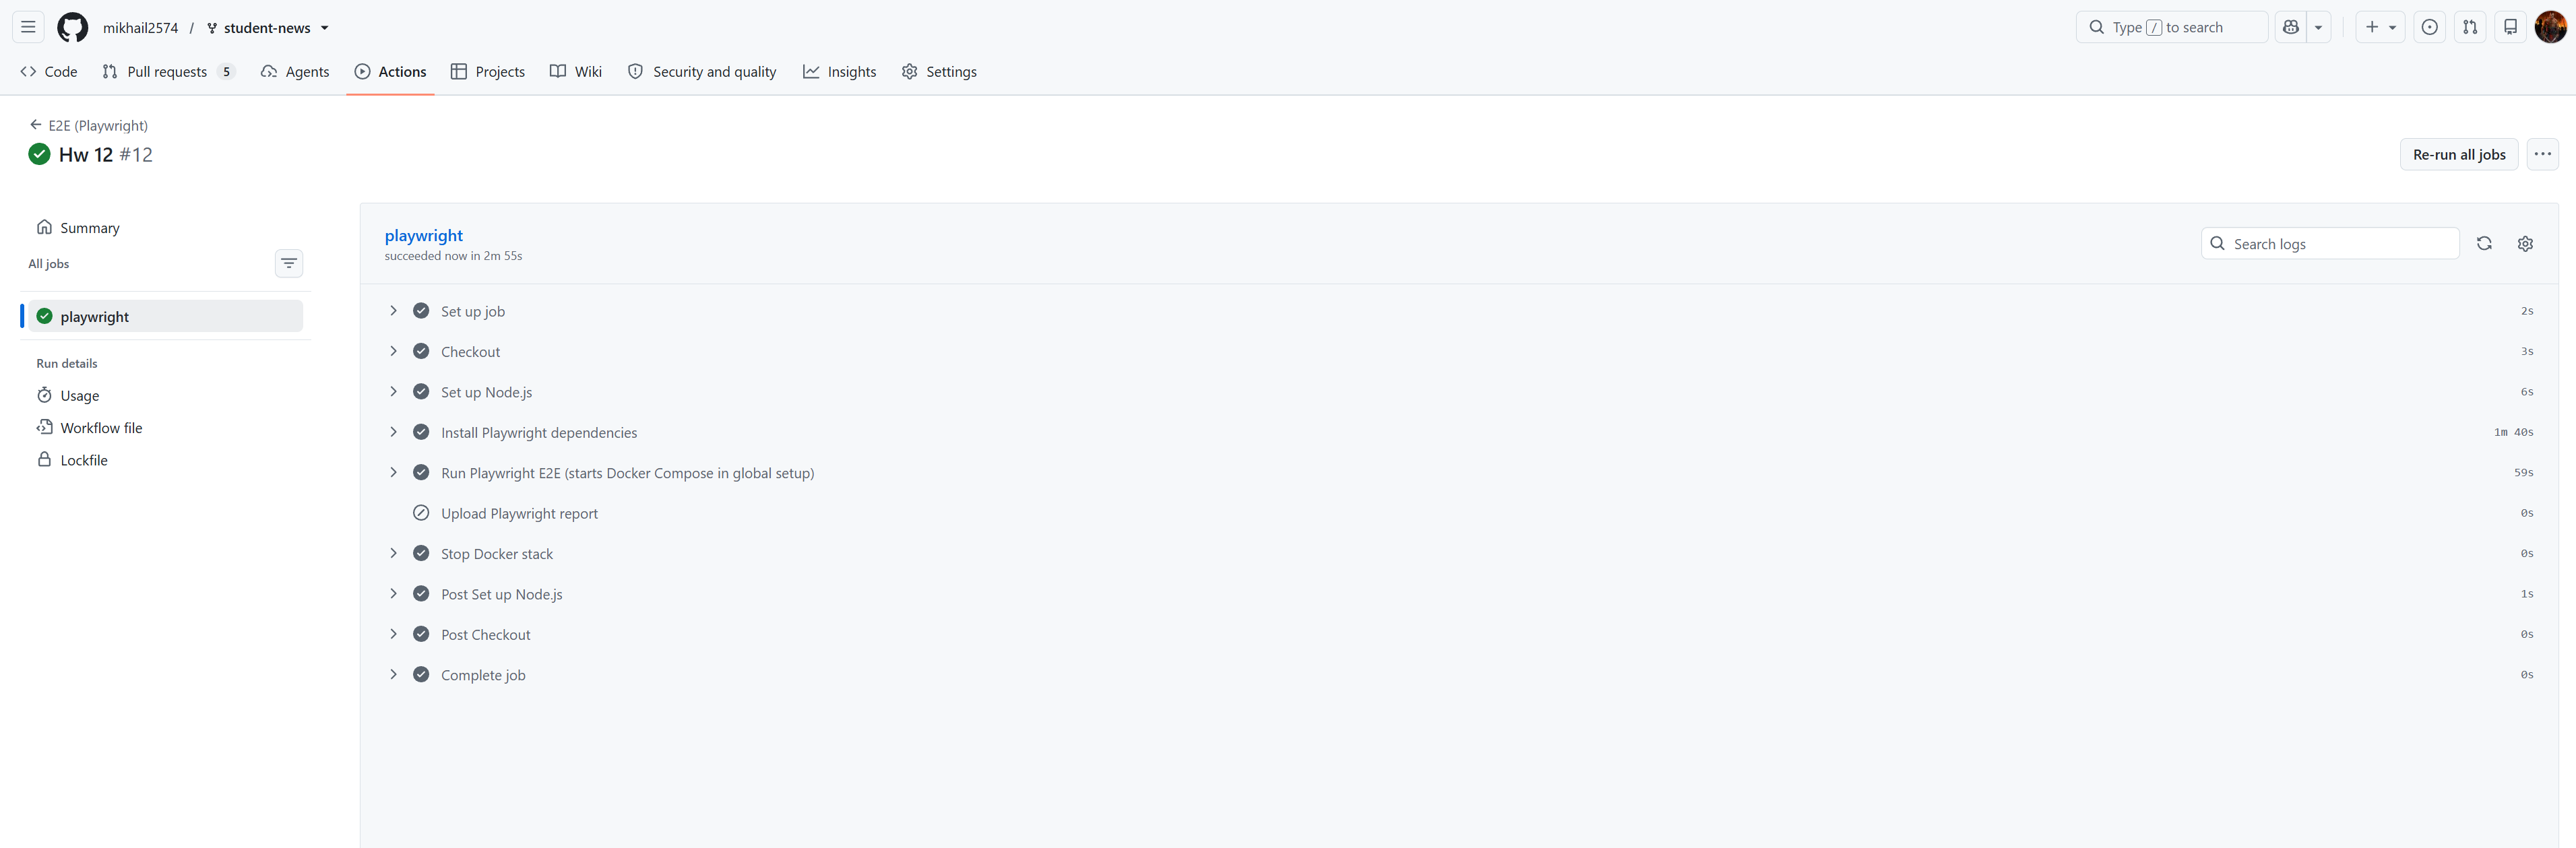 mikhail2574 / student-news
Type / to search
Code
Pull requests 5
Agents
Actions
Projects
Wiki
Security and quality
Insights
Settings
E2E (Playwright)
Hw 12 #12
Re-run all jobs
Summary
All jobs
playwright
Run details
Usage
Workflow file
Lockfile
playwright
succeeded now in 2m 55s
Search logs
Set up job 2s
Checkout 3s
Set up Node.js 6s
Install Playwright dependencies 1m 40s
Run Playwright E2E (starts Docker Compose in global setup) 59s
Upload Playwright report 0s
Stop Docker stack 0s
Post Set up Node.js 1s
Post Checkout 0s
Complete job 0s